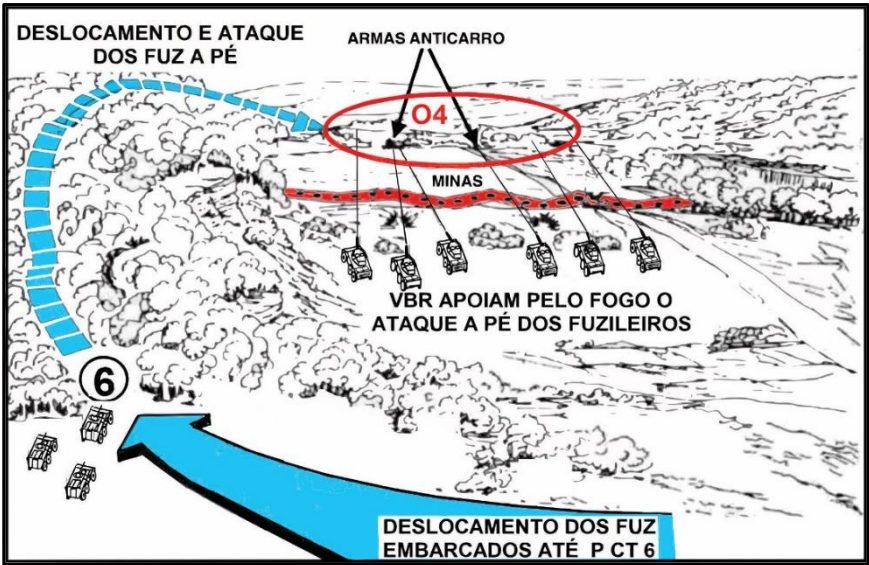 DESLOCAMENTO E ATAQUE
DOS FUZ A PÉ
ARMAS ANTICARRO
O4
MINAS
VBR APOIAM PELO FOGO O
ATAQUE A PÉ DOS FUZILEIROS
6
DESLOCAMENTO DOS FUZ
EMBARCADOS ATÉ P CT 6